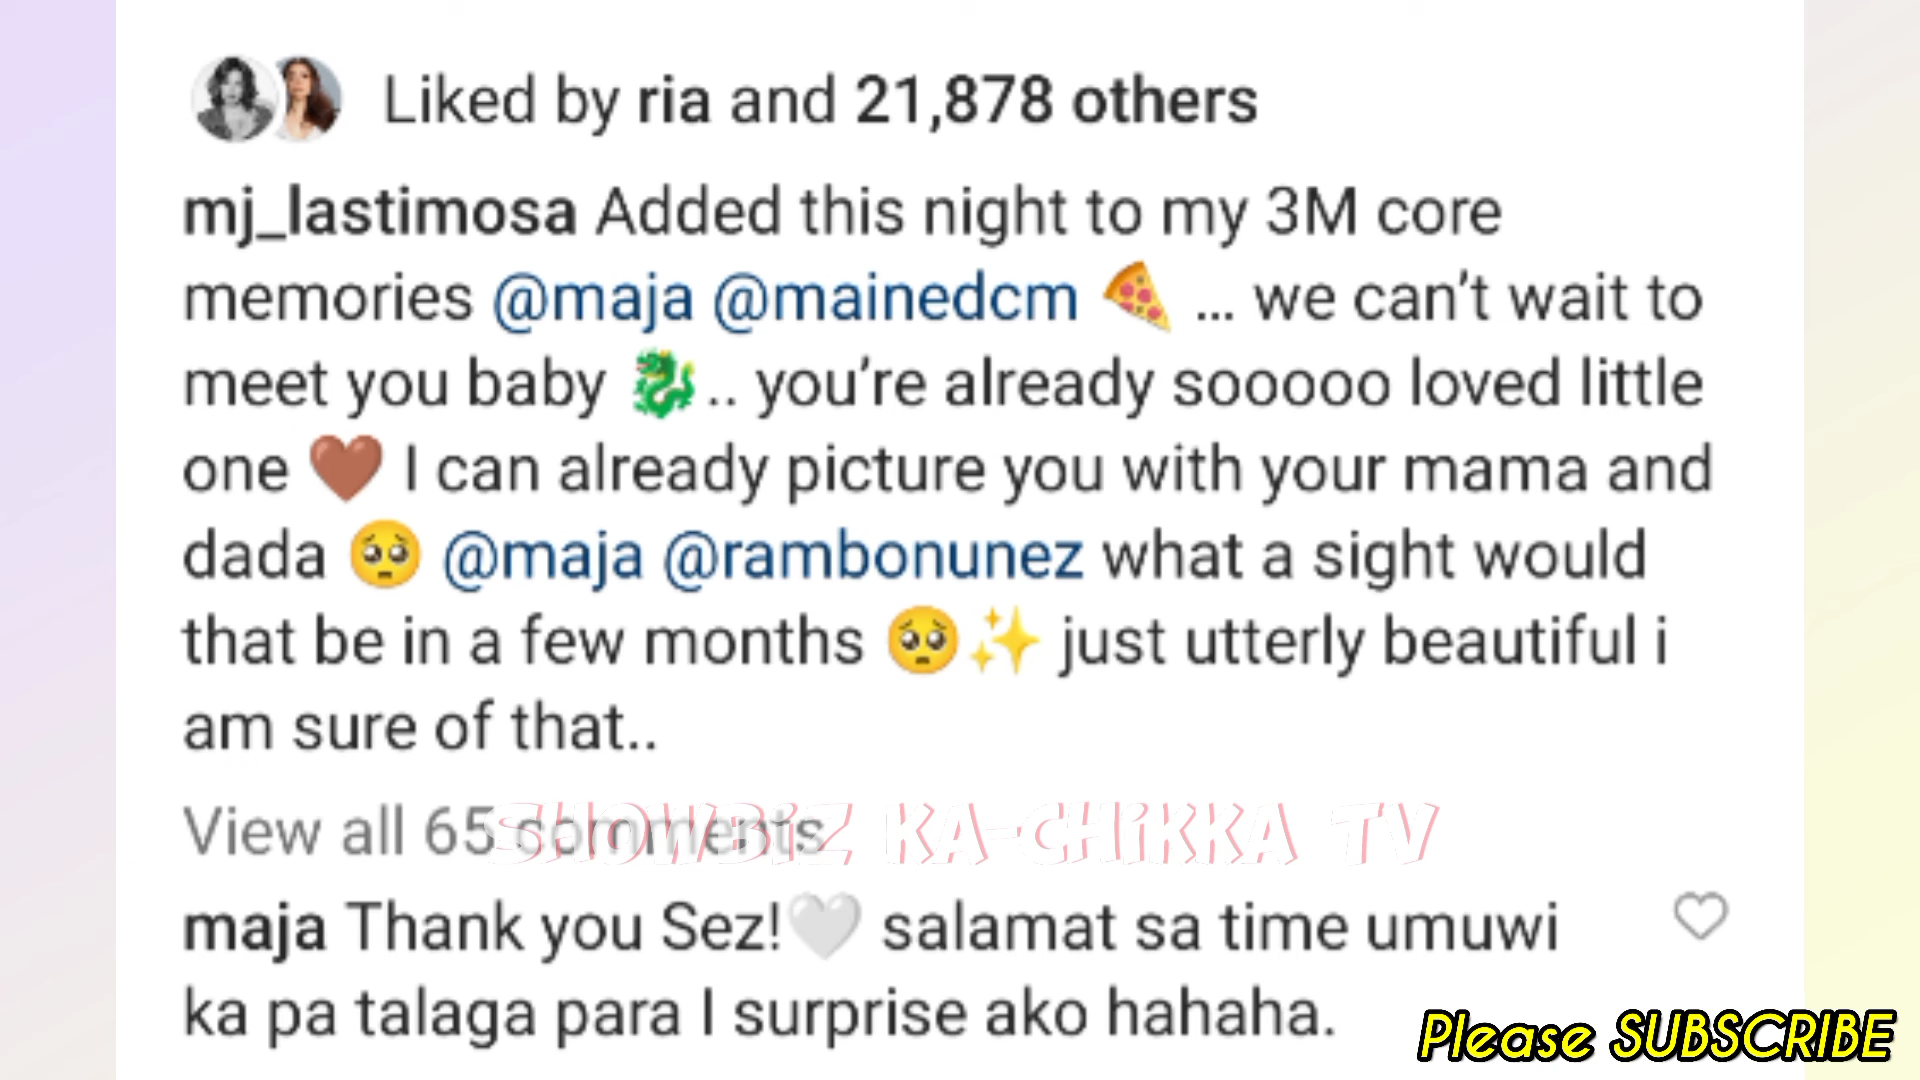 Liked by ria and 21,878 others
mj_lastimosa Added this night to my 3M core
memories @maja @mainedcm 🍕 ... we can't wait to
meet you baby 🐉.. you're already sooooo loved little
one 🤎 I can already picture you with your mama and
dada 🥺 @maja @rambonunez what a sight would
that be in a few months 🥺✨ just utterly beautiful i
am sure of that..
View all 65 comments
SHOWBiZ KA-CHiKKA TV
maja Thank you Sez!🤍 salamat sa time umuwi
ka pa talaga para I surprise ako hahaha.
Please SUBSCRIBE